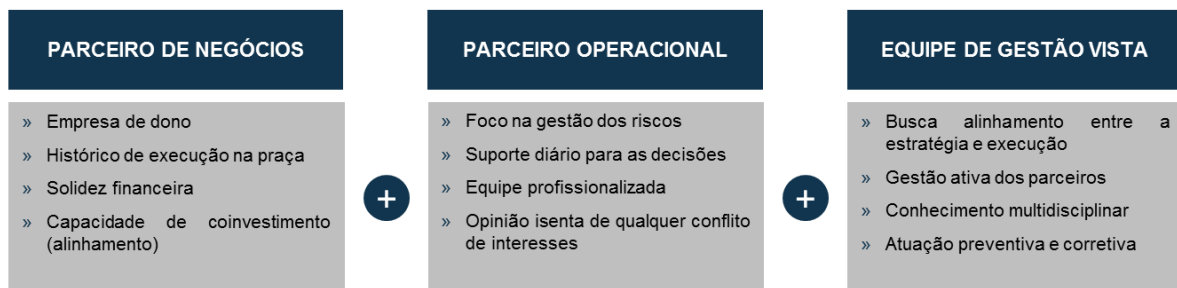 PARCEIRO DE NEGÓCIOS
» Empresa de dono
» Histórico de execução na praça
» Solidez financeira
» Capacidade de coinvestimento
(alinhamento)
+
PARCEIRO OPERACIONAL
» Foco na gestão dos riscos
» Suporte diário para as decisões
» Equipe profissionalizada
» Opinião isenta de qualquer conflito
de interesses
+
EQUIPE DE GESTÃO VISTA
» Busca alinhamento entre a
estratégia e execução
» Gestão ativa dos parceiros
» Conhecimento multidisciplinar
» Atuação preventiva e corretiva